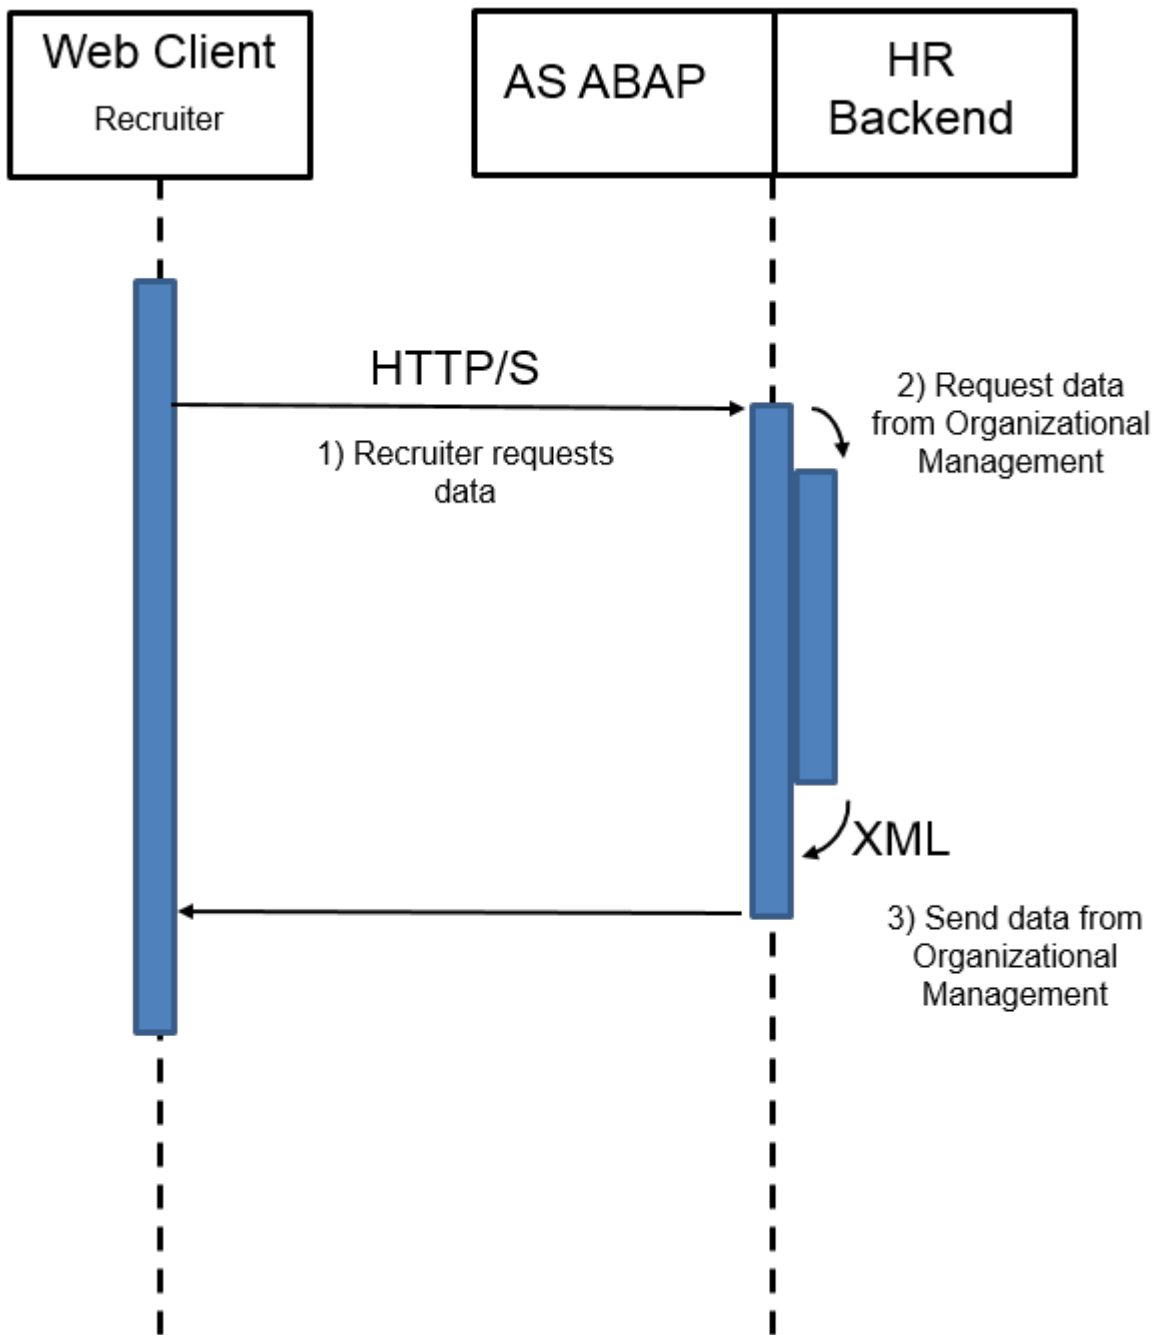 Web Client
Recruiter
AS ABAP
HR
Backend
HTTP/S
1) Recruiter requests
data
2) Request data
from Organizational
Management
XML
3) Send data from
Organizational
Management